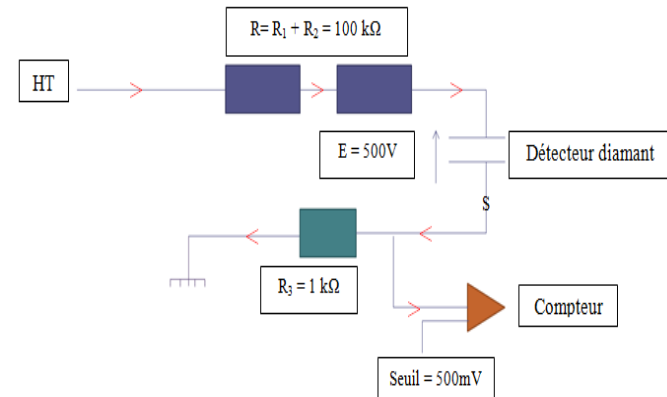 R= R₁ + R₂ = 100 kΩ
HT
E = 500V
Détecteur diamant
S
R₃ = 1 kΩ
Compteur
Seuil = 500mV